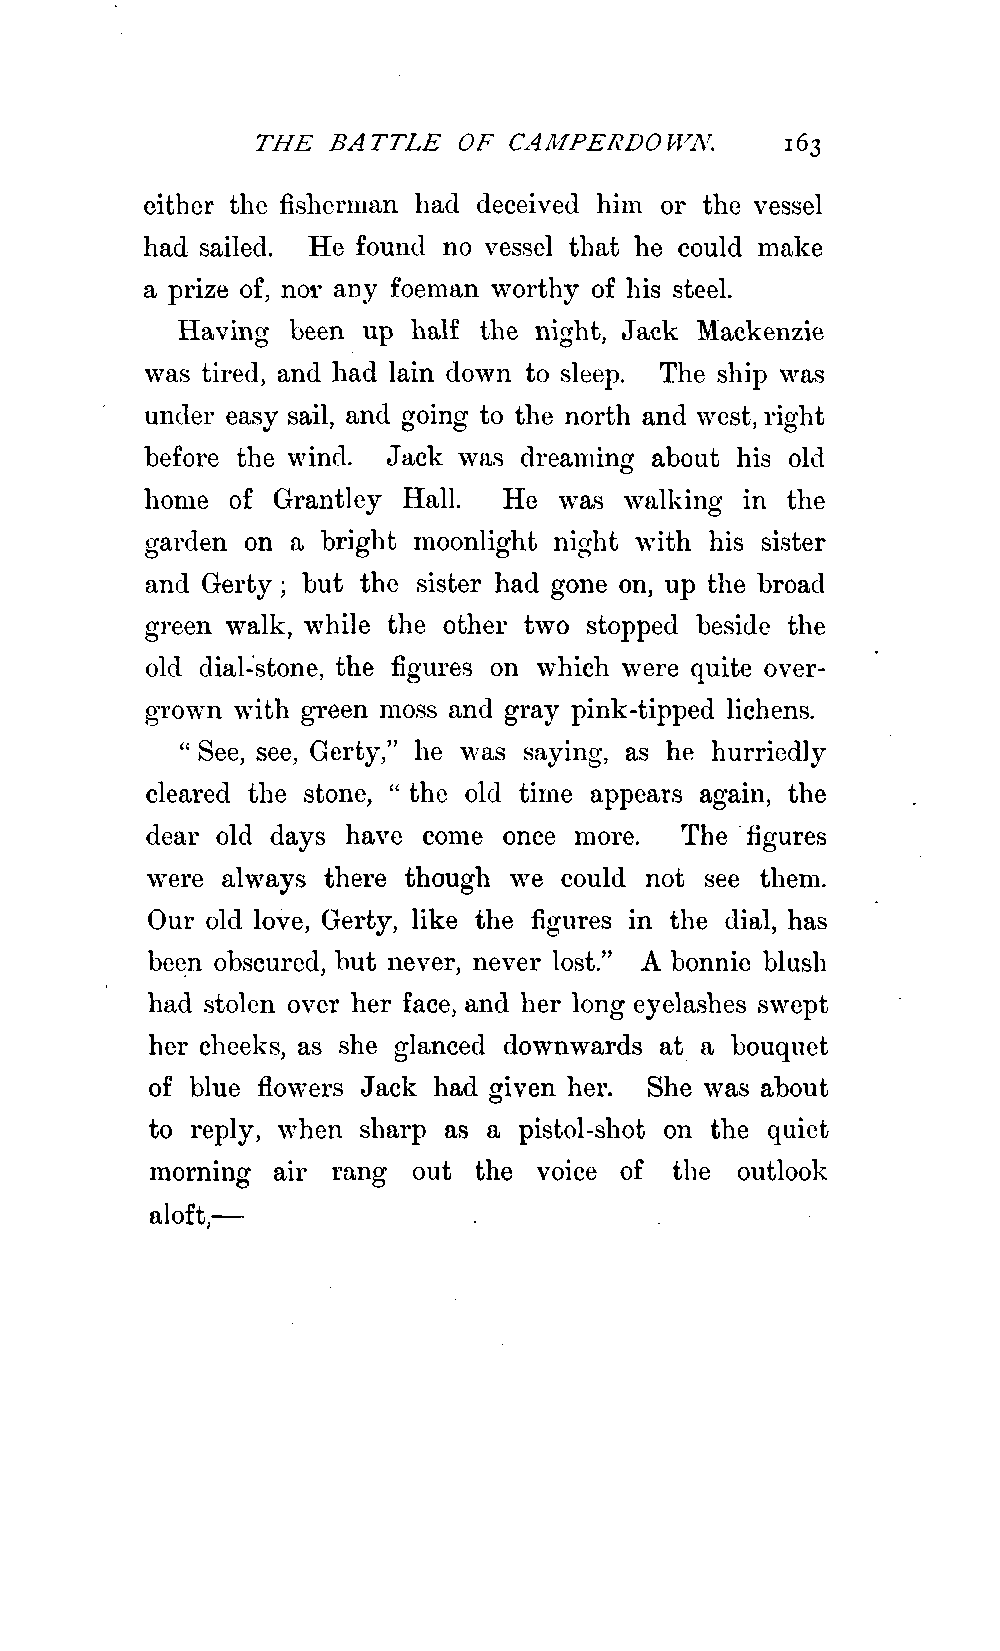 THE BATTLE OF CAMPERDOWN. 163
either the fisherman had deceived him or the vessel
had sailed. He found no vessel that he could make
a prize of, nor any foeman worthy of his steel.
Having been up half the night, Jack Mackenzie
was tired, and had lain down to sleep. The ship was
under easy sail, and going to the north and west, right
before the wind. Jack was dreaming about his old
home of Grantley Hall. He was walking in the
garden on a bright moonlight night with his sister
and Gerty; but the sister had gone on, up the broad
green walk, while the other two stopped beside the
old dial-stone, the figures on which were quite over-
grown with green moss and gray pink-tipped lichens.
“See, see, Gerty,” he was saying, as he hurriedly
cleared the stone, “the old time appears again, the
dear old days have come once more. The figures
were always there though we could not see them.
Our old love, Gerty, like the figures in the dial, has
been obscured, but never, never lost.” A bonnie blush
had stolen over her face, and her long eyelashes swept
her cheeks, as she glanced downwards at a bouquet
of blue flowers Jack had given her. She was about
to reply, when sharp as a pistol-shot on the quiet
morning air rang out the voice of the outlook
aloft,—